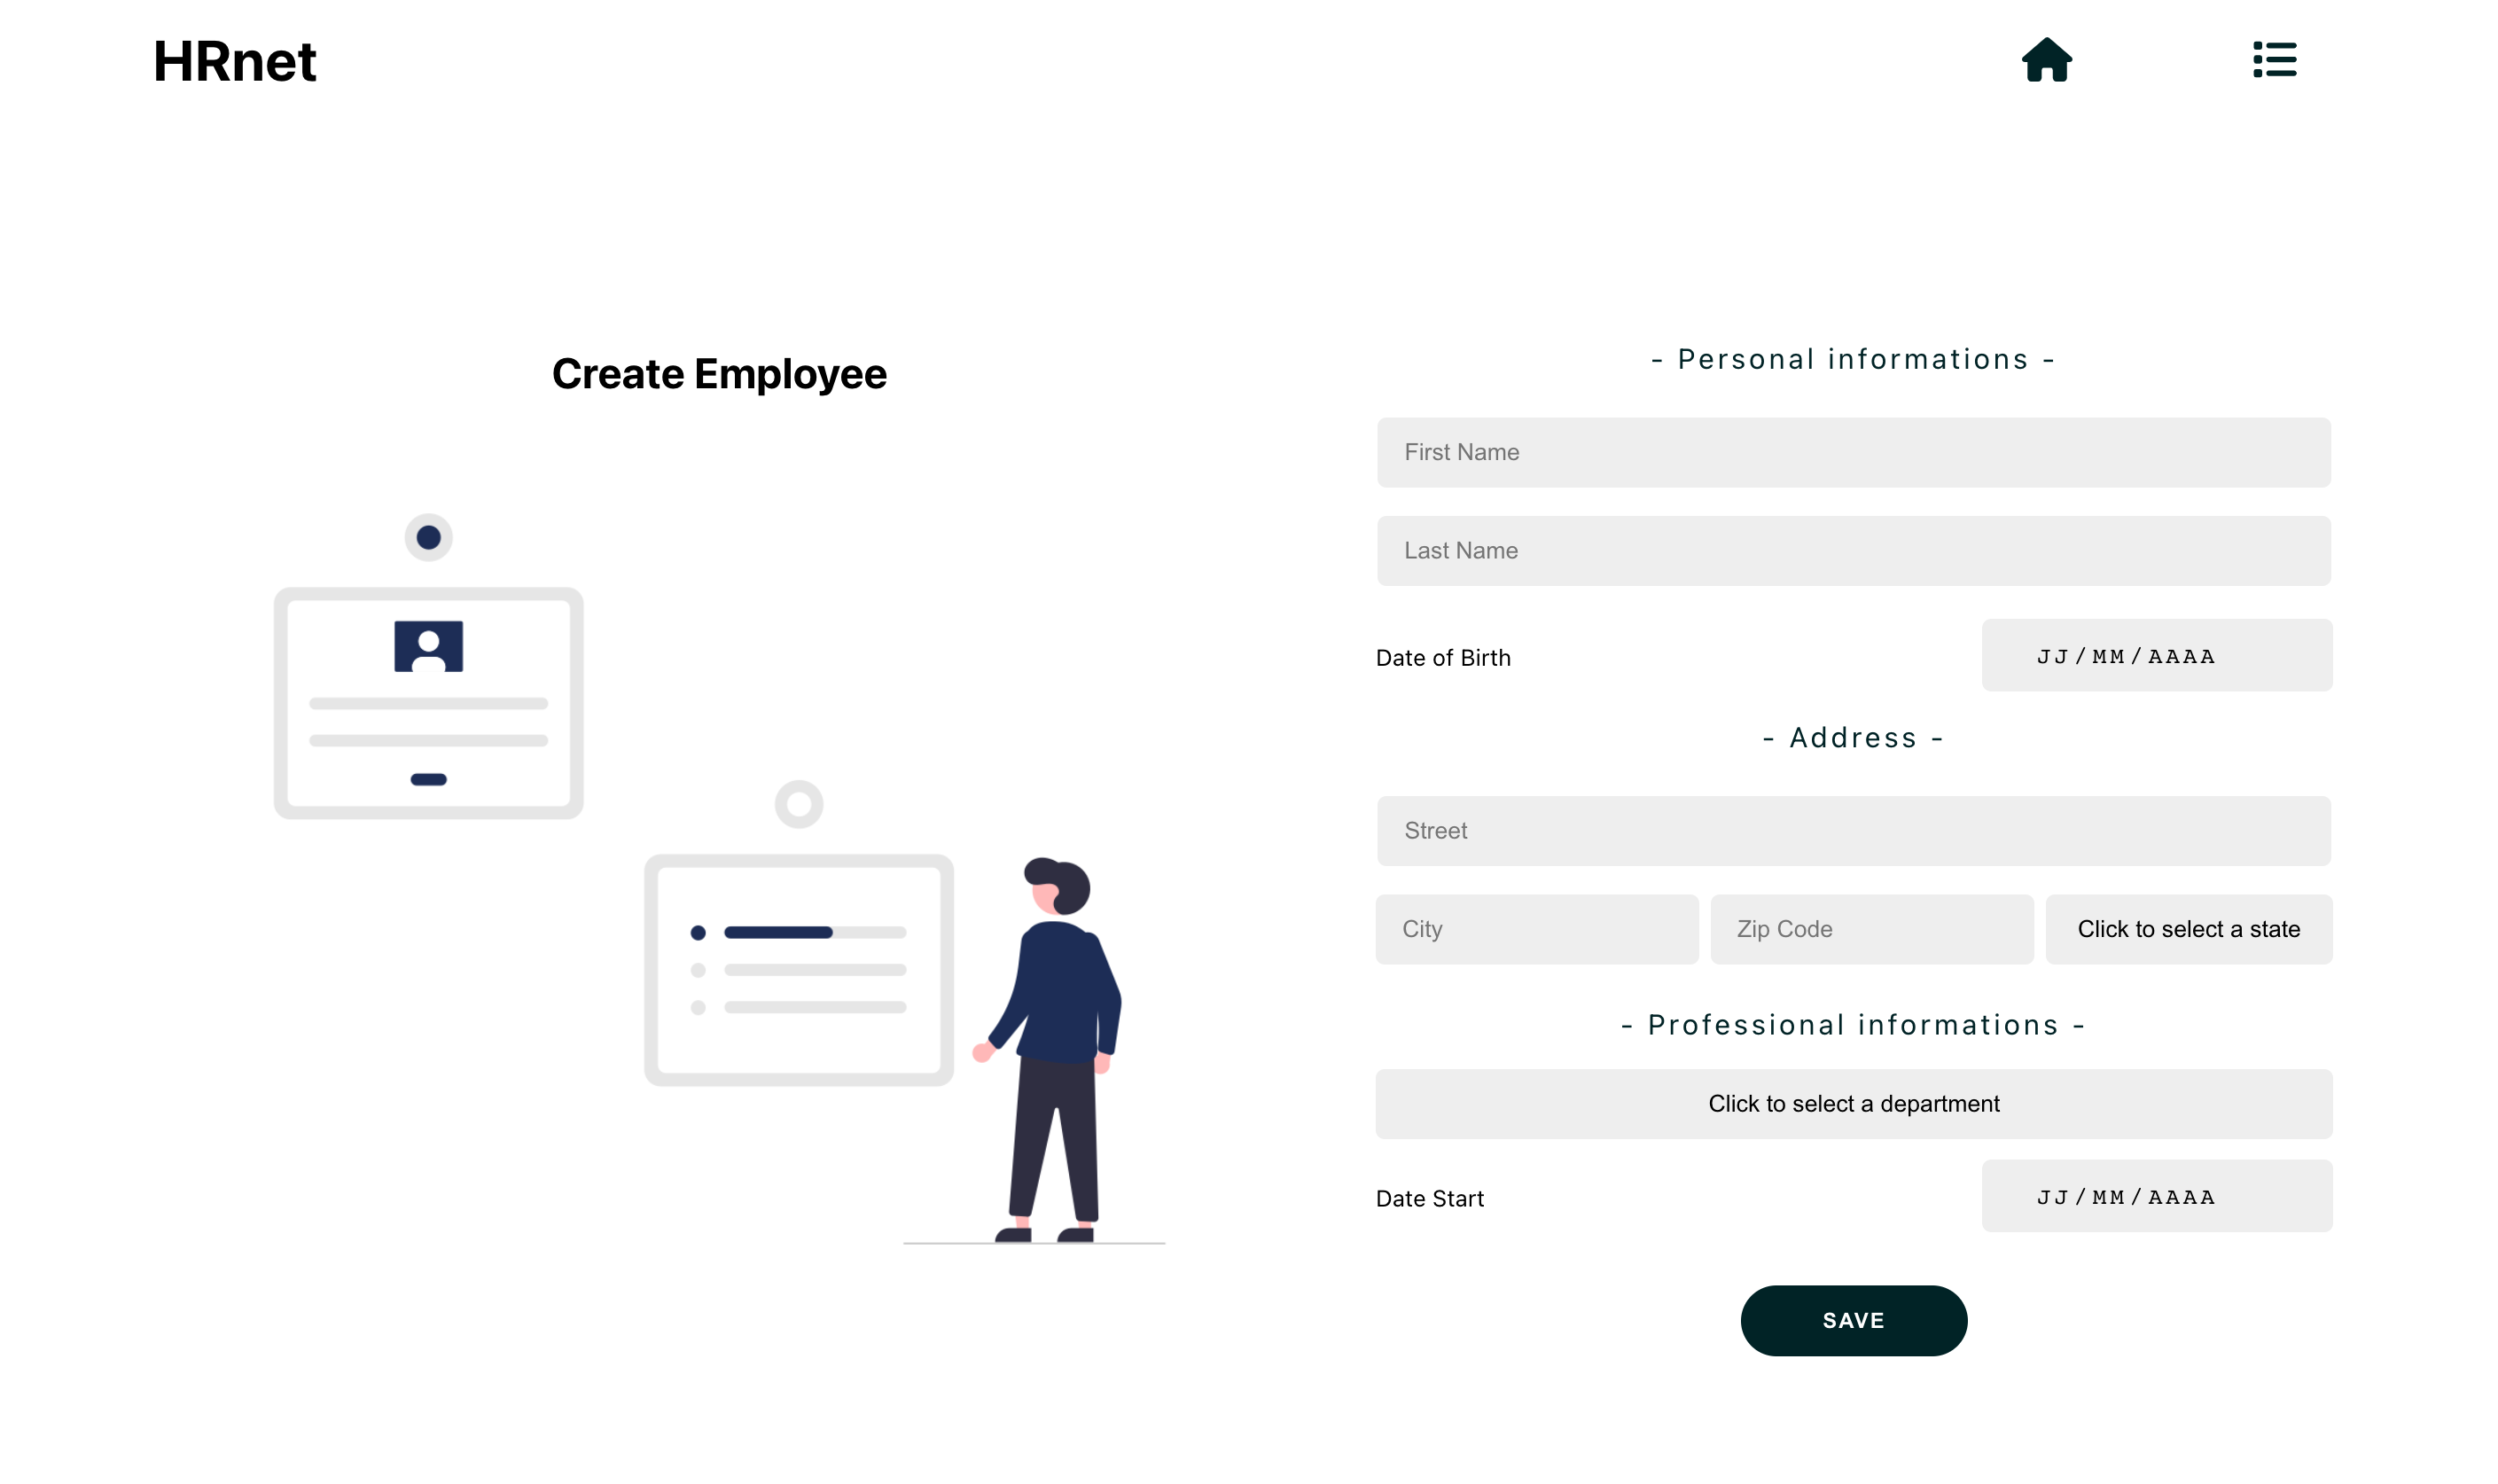 HRnet
Create Employee
- Personal informations -
First Name
Last Name
Date of Birth
JJ/MM/AAAA
- Address -
Street
City
Zip Code
Click to select a state
- Professional informations -
Click to select a department
Date Start
JJ/MM/AAAA
SAVE